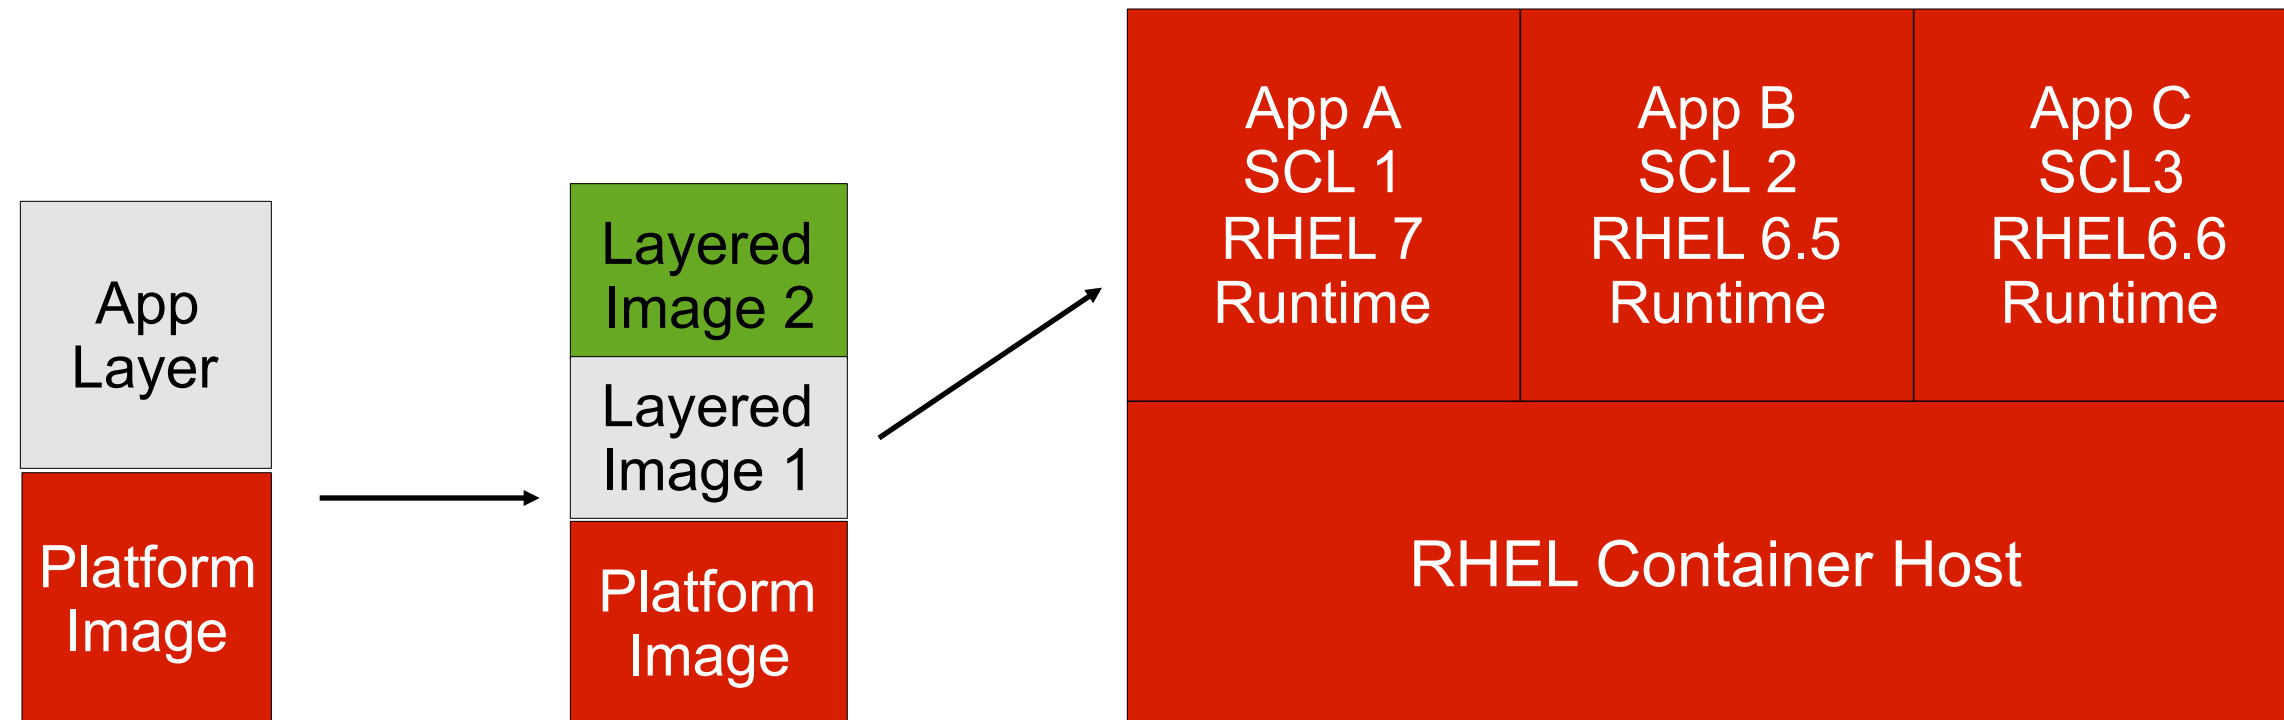 App
Layer
Platform
Image
Layered
Image 2
Layered
Image 1
Platform
Image
App A
SCL 1
RHEL 7
Runtime
App B
SCL 2
RHEL 6.5
Runtime
App C
SCL3
RHEL6.6
Runtime
RHEL Container Host